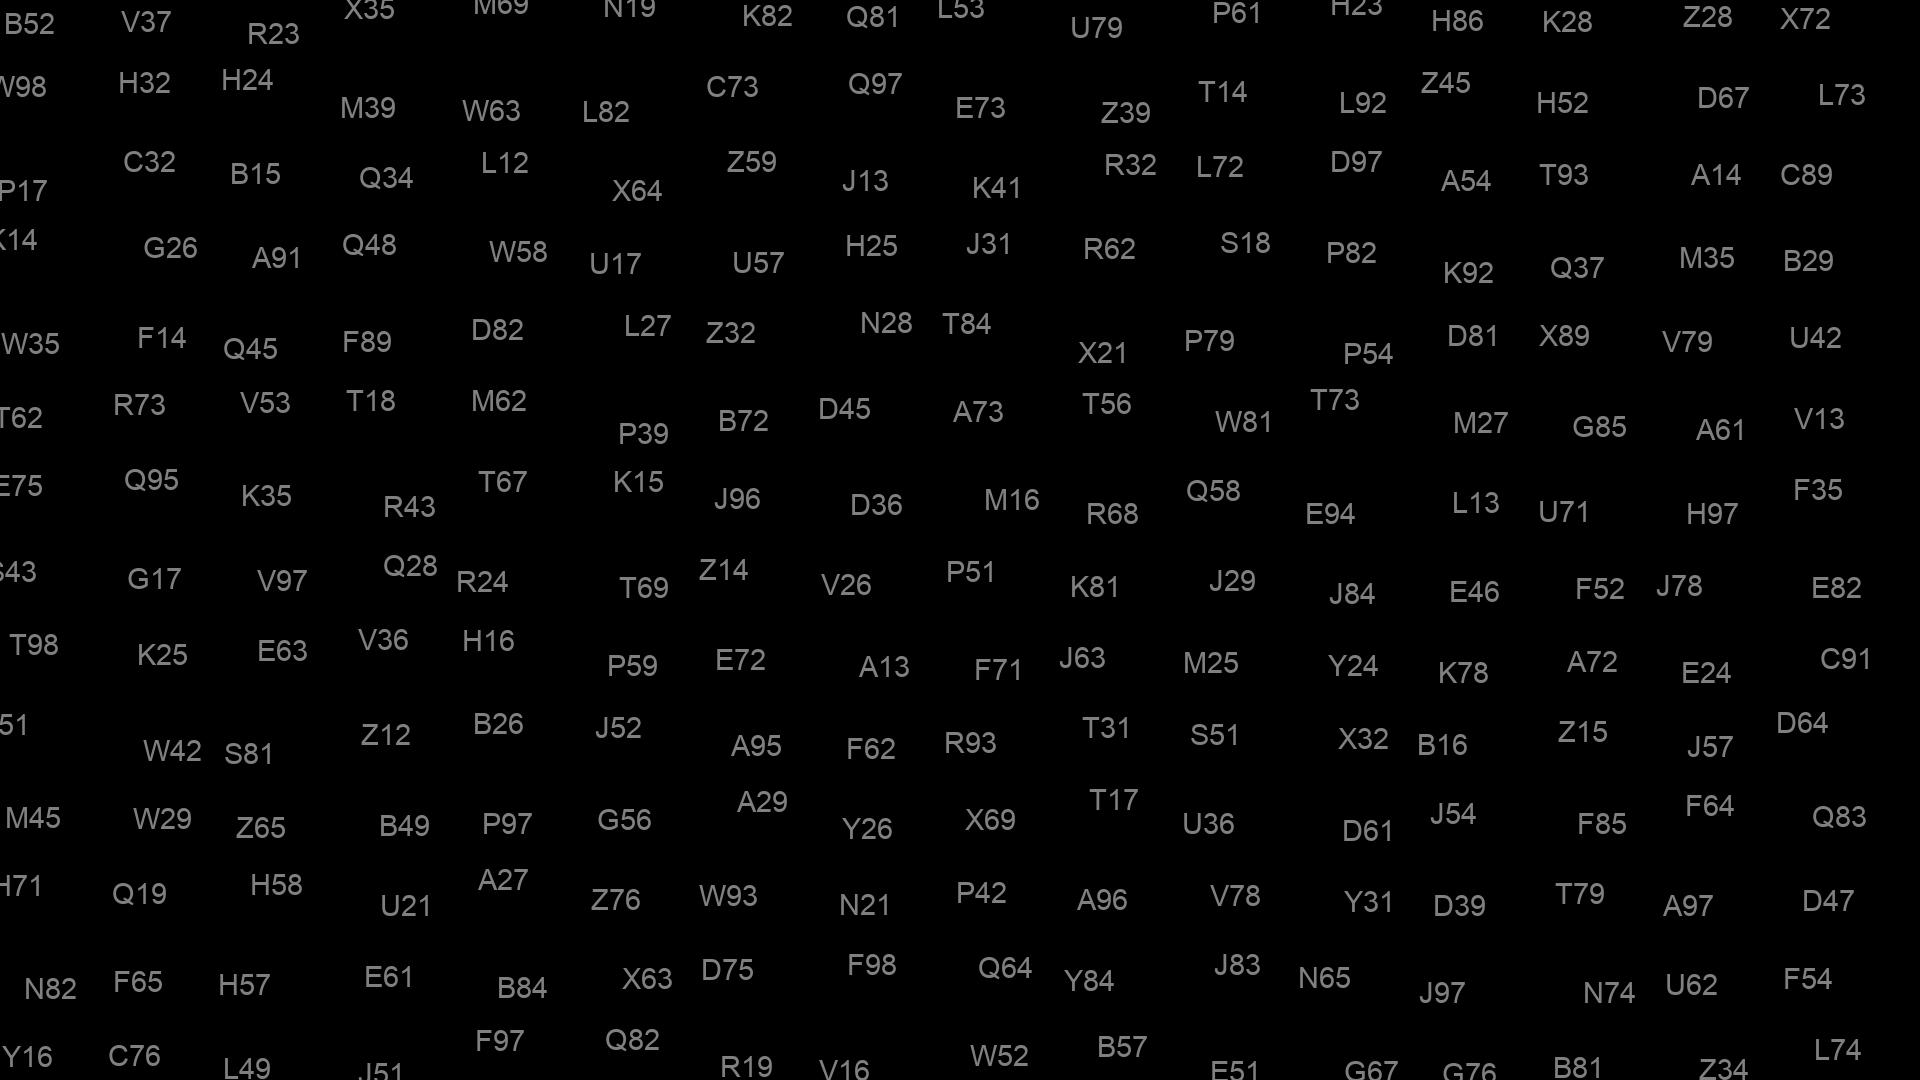 B52 V37 R23 X35 M69 N19 K82 Q81 L53 U79 P61 H23 H86 K28 Z28 X72
W98 H32 H24 M39 W63 L82 C73 Q97 E73 Z39 T14 L92 Z45 H52 D67 L73
P17 C32 B15 Q34 L12 X64 Z59 J13 K41 R32 L72 D97 A54 T93 A14 C89
K14 G26 A91 Q48 W58 U17 U57 H25 J31 R62 S18 P82 K92 Q37 M35 B29
W35 F14 Q45 F89 D82 L27 Z32 N28 T84 X21 P79 P54 D81 X89 V79 U42
T62 R73 V53 T18 M62 P39 B72 D45 A73 T56 W81 T73 M27 G85 A61 V13
E75 Q95 K35 R43 T67 K15 J96 D36 M16 R68 Q58 E94 L13 U71 H97 F35
S43 G17 V97 Q28 R24 T69 Z14 V26 P51 K81 J29 J84 E46 F52 J78 E82
T98 K25 E63 V36 H16 P59 E72 A13 F71 J63 M25 Y24 K78 A72 E24 C91
51 W42 S81 Z12 B26 J52 A95 F62 R93 T31 S51 X32 B16 Z15 J57 D64
M45 W29 Z65 B49 P97 G56 A29 Y26 X69 T17 U36 D61 J54 F85 F64 Q83
H71 Q19 H58 U21 A27 Z76 W93 N21 P42 A96 V78 Y31 D39 T79 A97 D47
N82 F65 H57 E61 B84 X63 D75 F98 Q64 Y84 J83 N65 J97 N74 U62 F54
Y16 C76 L49 J51 F97 Q82 R19 V16 W52 B57 E51 G67 G76 B81 Z34 L74